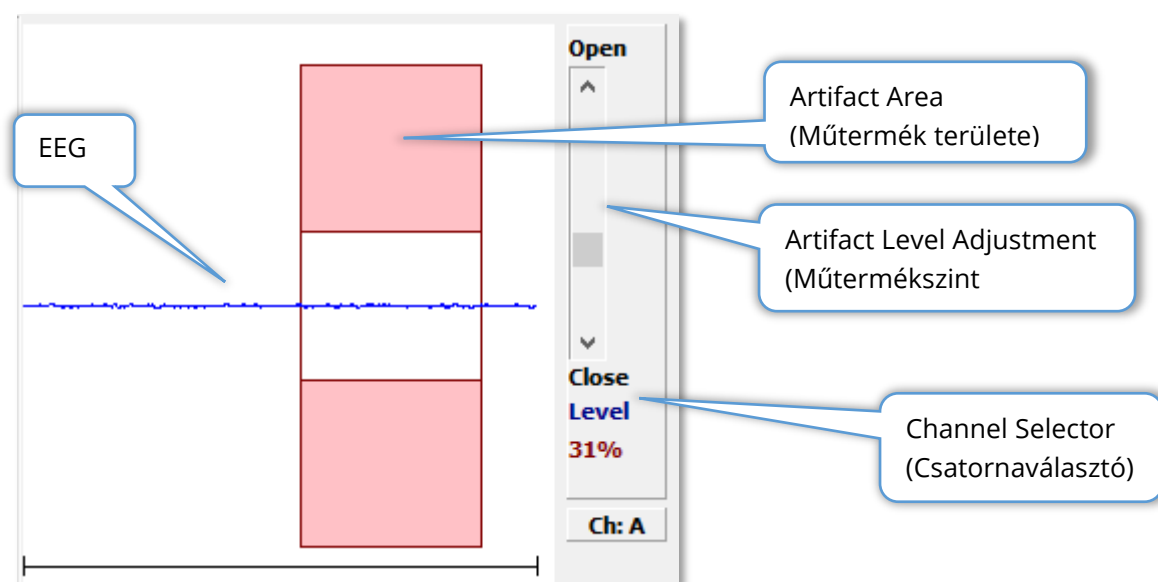 Open
Artifact Area
(Műtermék területe)
EEG
Artifact Level Adjustment
(Műtermékszint
Close
Level
31%
Channel Selector
(Csatornaválasztó)
Ch: A